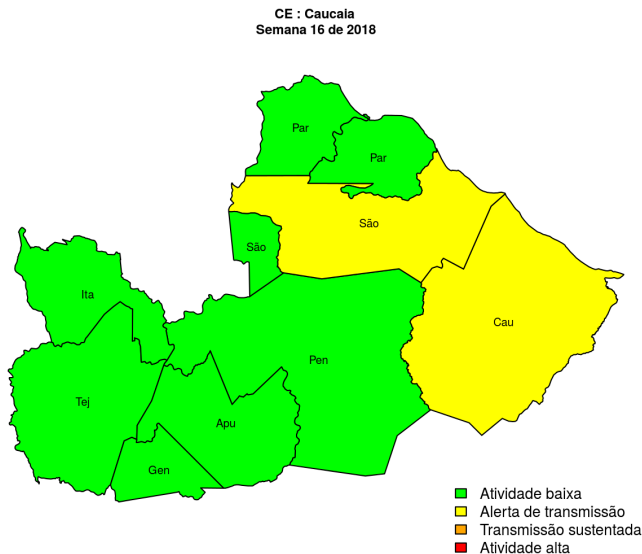 CE : Caucaia
Semana 16 de 2018
Par
Par
São
São
Ita
Cau
Pen
Tej
Apu
Gen
Atividade baixa
Alerta de transmissão
Transmissão sustentada
Atividade alta